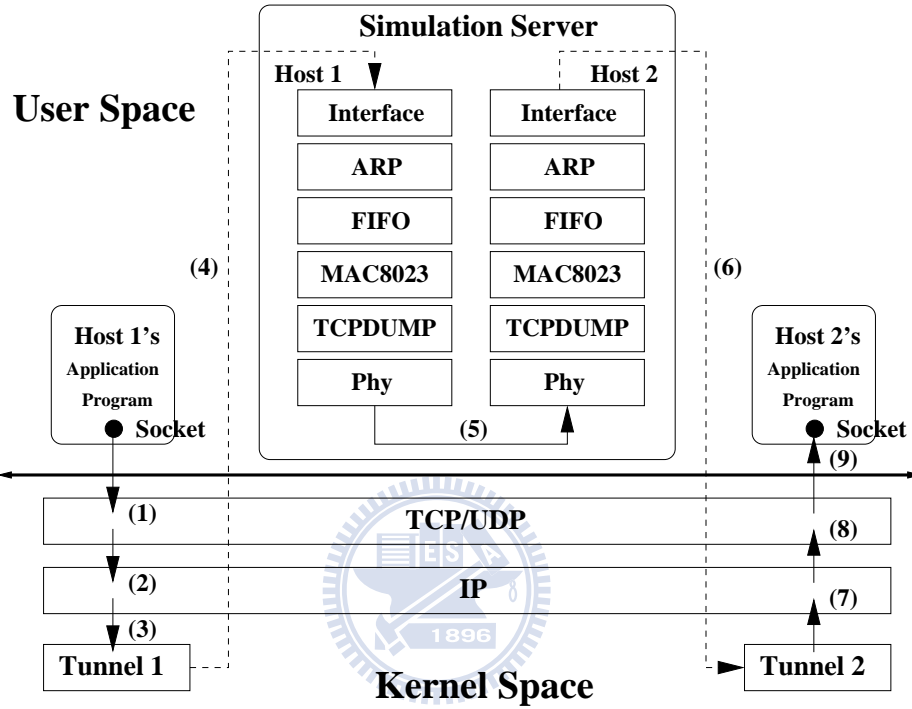 Simulation Server
Host 1
Host 2
User Space
Interface
Interface
ARP
ARP
FIFO
FIFO
(4)
MAC8023
MAC8023
(6)
TCPDUMP
TCPDUMP
Host 1's
Application
Program
Socket
Phy
Phy
(5)
Host 2's
Application
Program
Socket
(9)
(1)
TCP/UDP
(8)
(2)
IP
(7)
(3)
E S A
1896
Tunnel 1
Tunnel 2
Kernel Space